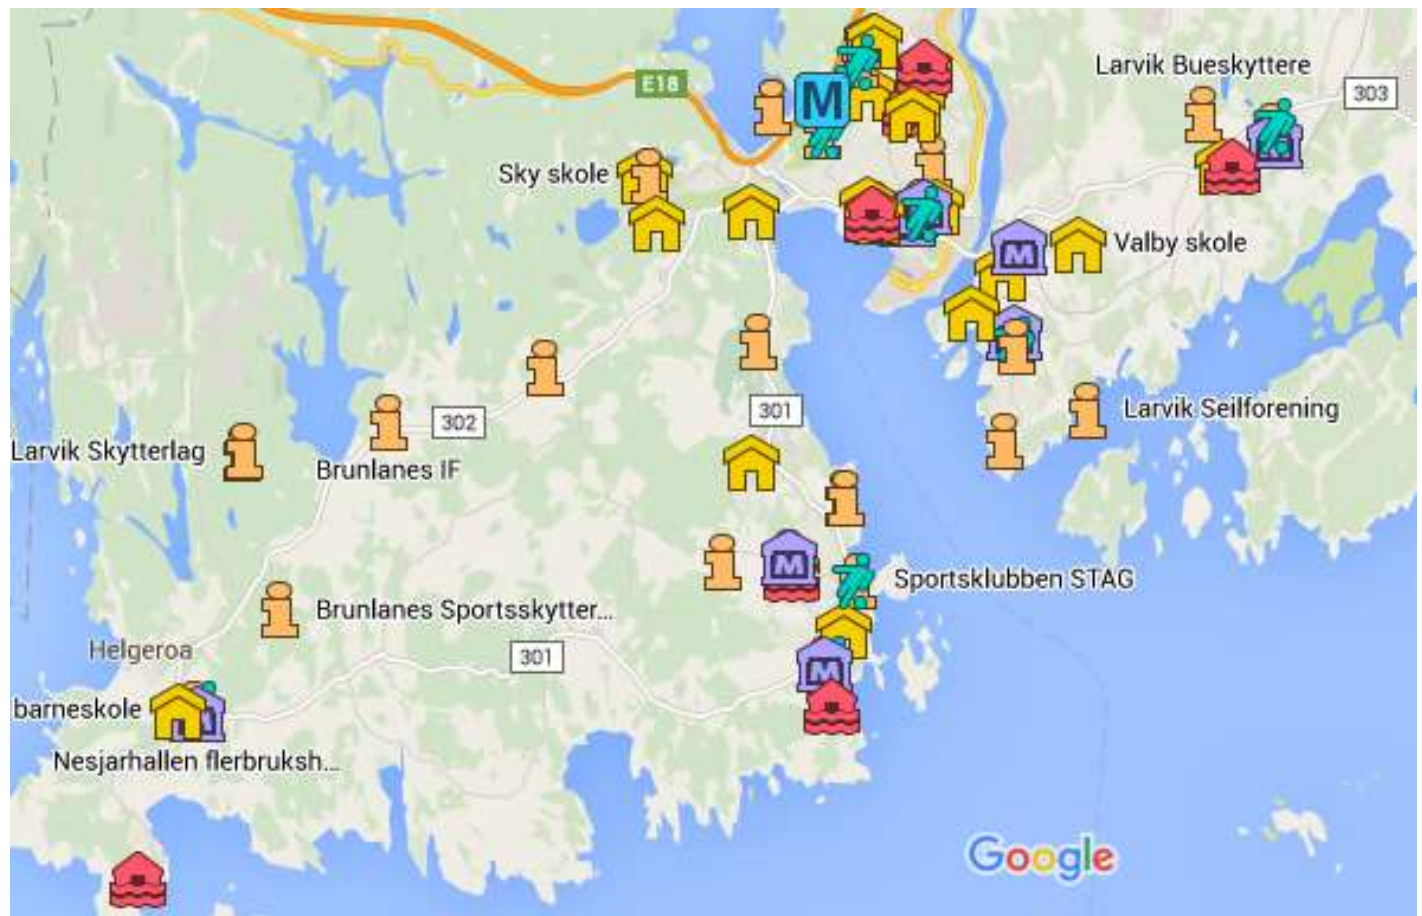 Larvik Bueskyttere
E18
303
M
Sky skole
M
Valby skole
301
302
Larvik Seilforening
Larvik Skytterlag
Brunlanes IF
M
Sportsklubben STAG
Brunlanes Sportsskytter...
Helgeroa
301
M
barneskole
Nesjarhallen flerbruksh...
Google